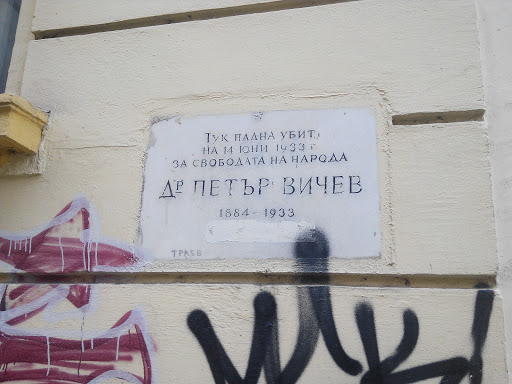 ТУК ПАДНА УБИТ
НА 14 ЮНИ 1933 Г
ЗА СВОБОДАТА НА НАРОДА
ДР ПЕТЪР ВИЧЕВ
1884-1933